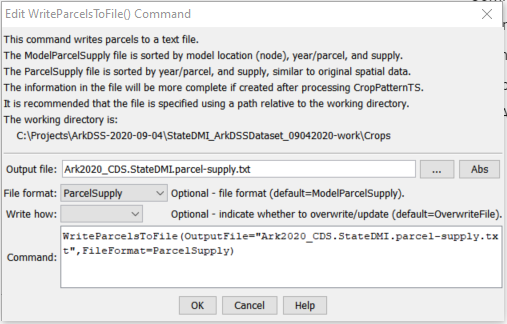 Edit WriteParcelsToFile() Command
This command writes parcels to a text file.
The ModelParcelSupply file is sorted by model location (node), year/parcel, and supply.
The ParcelSupply file is sorted by year/parcel, and supply, similar to original spatial data.
The information in the file will be more complete if created after processing CropPatternTS.
It is recommended that the file is specified using a path relative to the working directory.
The working directory is:
C:\Projects\ArkDSS-2020-09-04\StateDMI_ArkDSSDataset_09042020-work\Crops
Output file: Ark2020_CDS.StateDMI.parcel-supply.txt ... Abs
File format: ParcelSupply Optional - file format (default=ModelParcelSupply).
Write how: Optional - indicate whether to overwrite/update (default=OverwriteFile).
Command: WriteParcelsToFile(OutputFile="Ark2020_CDS.StateDMI.parcel-supply.tx
t",FileFormat=ParcelSupply)
OK Cancel Help